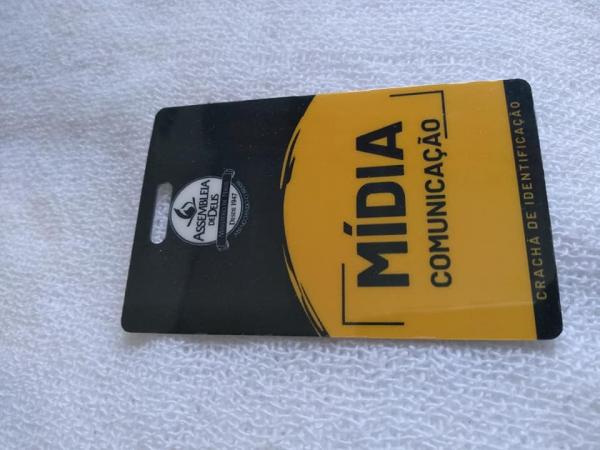 ASSEMBLEIA
DE DEUS
DESDE 1947
MÍDIA
COMUNICAÇÃO
CRACHÁ DE IDENTIFICAÇÃO